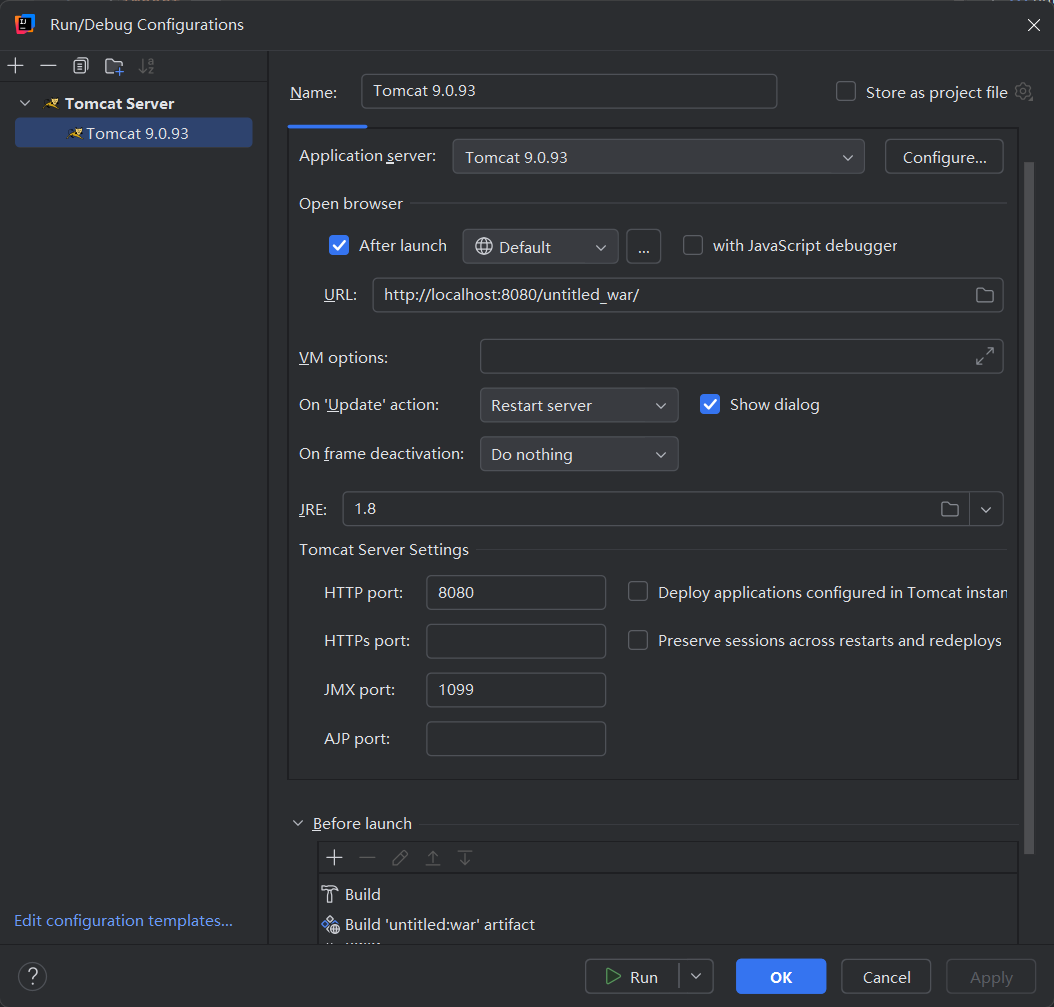 Run/Debug Configurations
Tomcat Server
Tomcat 9.0.93
Edit configuration templates...
Name: Tomcat 9.0.93 Store as project file
Application server: Tomcat 9.0.93 Configure...
Open browser
After launch Default ... with JavaScript debugger
URL: http://localhost:8080/untitled_war/
VM options:
On 'Update' action: Restart server Show dialog
On frame deactivation: Do nothing
JRE: 1.8
Tomcat Server Settings
HTTP port: 8080 Deploy applications configured in Tomcat instan
HTTPs port: Preserve sessions across restarts and redeploys
JMX port: 1099
AJP port:
Before launch
Build
Build 'untitled:war' artifact
? Run OK Cancel Apply